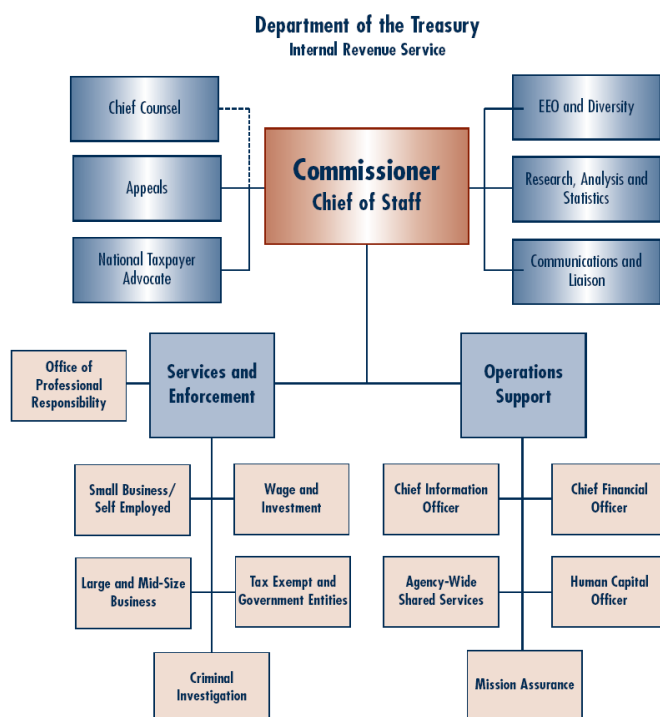 Department of the Treasury
Internal Revenue Service
Chief Counsel
EEO and Diversity
Commissioner
Chief of Staff
Appeals
Research, Analysis and
Statistics
National Taxpayer
Advocate
Communications and
Liaison
Office of
Professional
Responsibility
Services and
Enforcement
Operations
Support
Small Business/
Self Employed
Wage and
Investment
Chief Information
Officer
Chief Financial
Officer
Large and Mid-Size
Business
Tax Exempt and
Government Entities
Agency-Wide
Shared Services
Human Capital
Officer
Criminal
Investigation
Mission Assurance